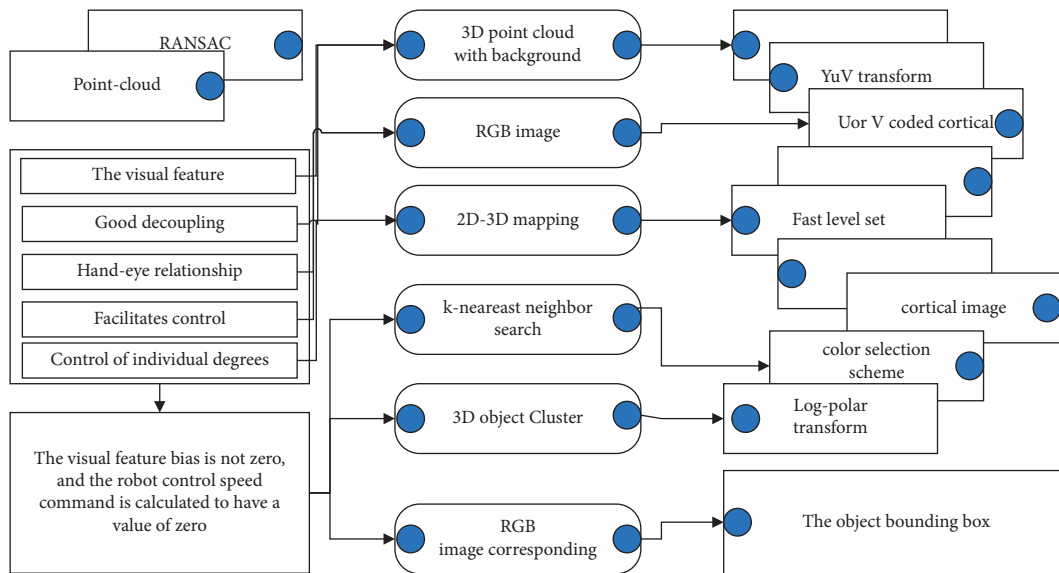 RANSAC
Point-cloud
The visual feature
Good decoupling
Hand-eye relationship
Facilitates control
Control of individual degrees
The visual feature bias is not zero,
and the robot control speed
command is calculated to have a
value of zero
3D point cloud
with background
RGB image
2D-3D mapping
k-neareast neighbor
search
3D object Cluster
RGB
image corresponding
YuV transform
Uor V coded cortical
Fast level set
cortical image
color selection
scheme
Log-polar
transform
The object bounding box